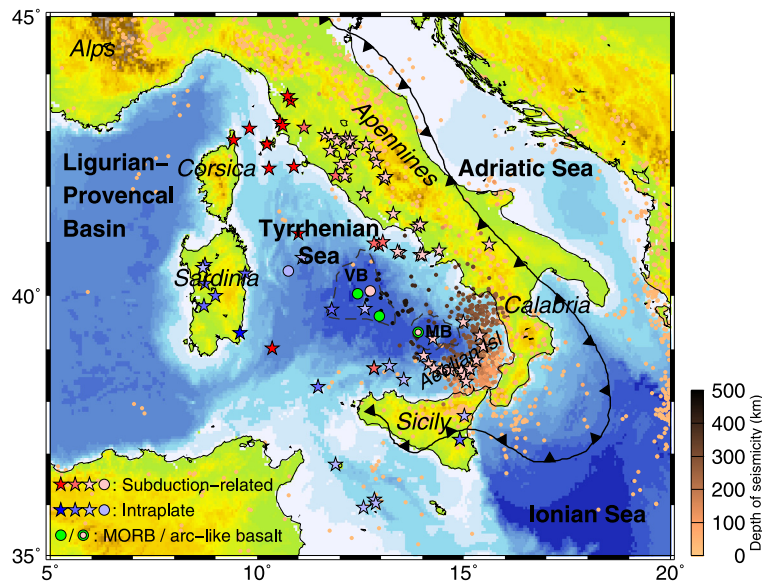 45°
Alps
Apennines
Ligurian–
Provencal
Basin
Corsica
Adriatic Sea
Tyrrhenian
Sea
VB
Sardinia
40°
Calabria
MB
Aeolian Isl
Sicily
500
400
300
200
100
0
Depth of seismicity (km)
: Subduction-related
: Intraplate
/ : MORB / arc-like basalt
Ionian Sea
35°
5
10
15
20°